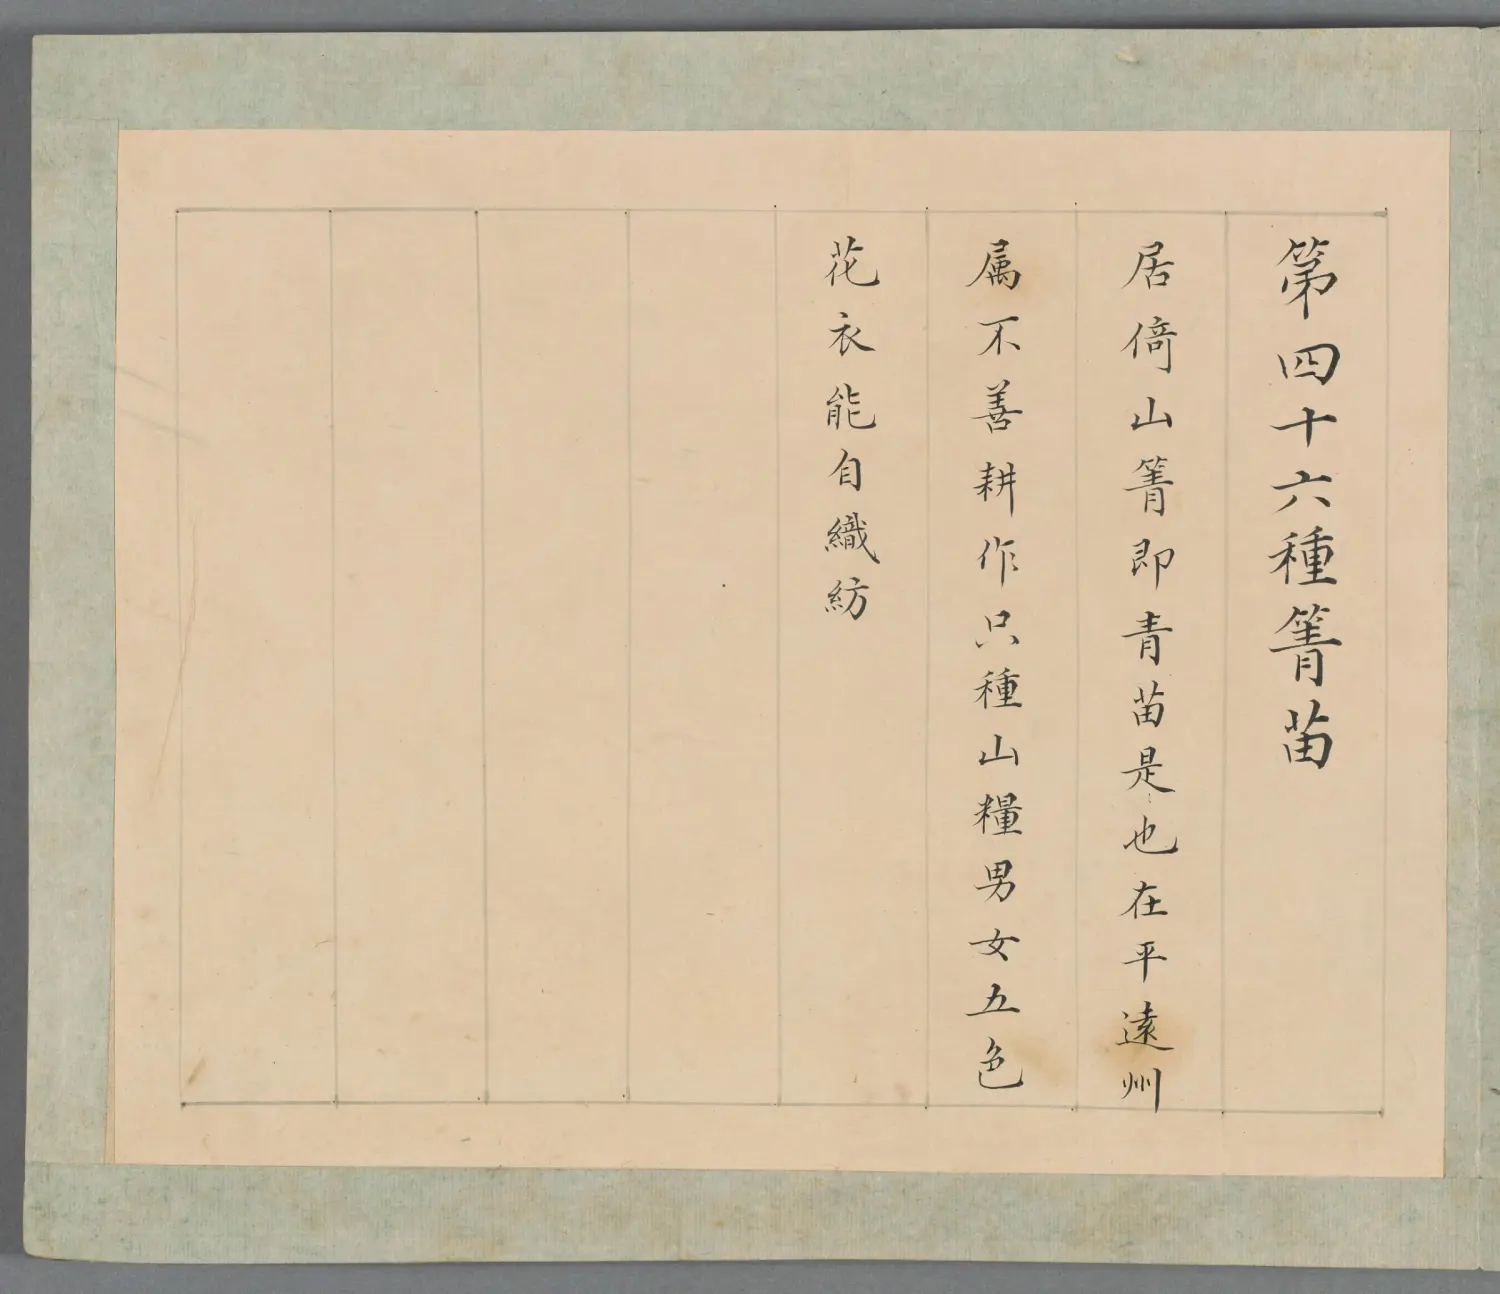 第四十六種箐苗
居倚山箐即青苗是也在平遠州
属不善耕作只種山糧男女五色
花衣能自織紡